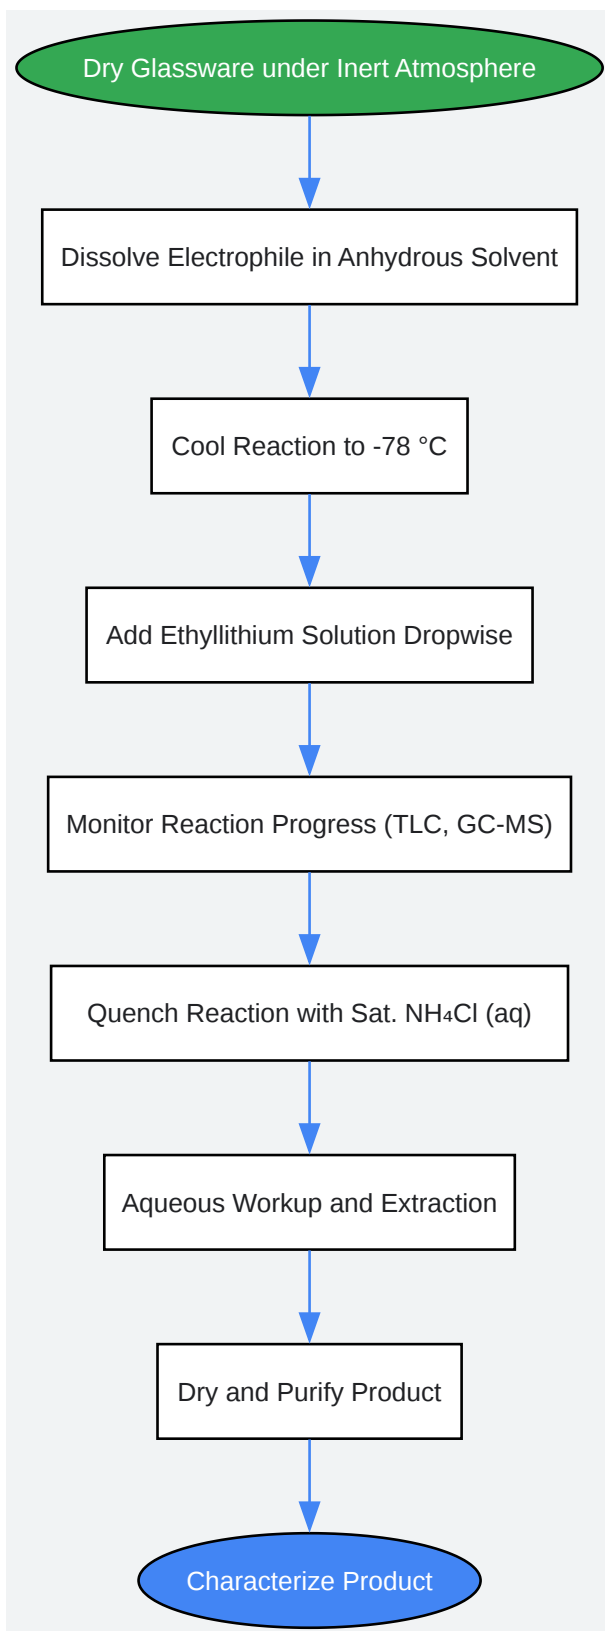 Dry Glassware under Inert Atmosphere
Dissolve Electrophile in Anhydrous Solvent
Cool Reaction to -78 °C
Add Ethyllithium Solution Dropwise
Monitor Reaction Progress (TLC, GC-MS)
Quench Reaction with Sat. NH₄Cl (aq)
Aqueous Workup and Extraction
Dry and Purify Product
Characterize Product